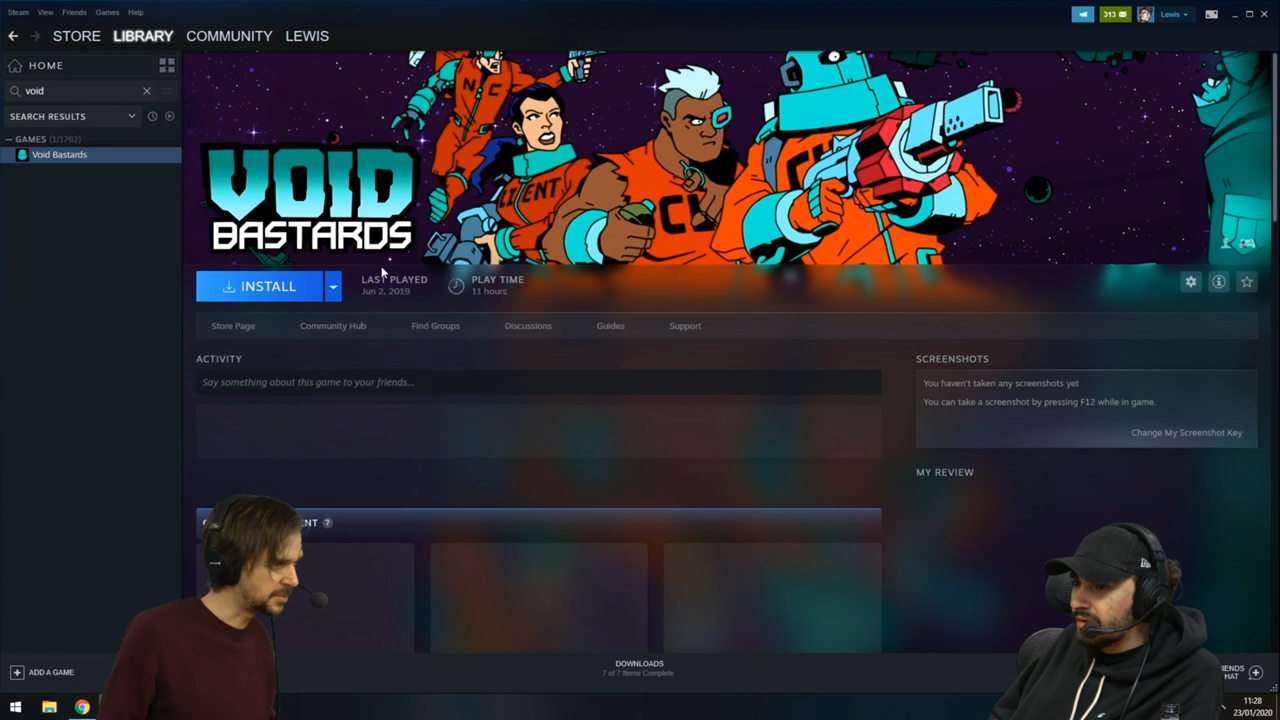 Steam View Friends Games Help
313
Lewis
STORE LIBRARY COMMUNITY LEWIS
HOME
void
SEARCH RESULTS
GAMES (1/1762)
Void Bastards
NC
CLIENT
VOID
BASTARDS
INSTALL
LAST PLAYED
Jun 2, 2019
PLAY TIME
11 hours
Store Page Community Hub Find Groups Discussions Guides Support
ACTIVITY
Say something about this game to your friends...
SCREENSHOTS
You haven't taken any screenshots yet
You can take a screenshot by pressing F12 while in game.
Change My Screenshot Key
MY REVIEW
?
ADD A GAME
DOWNLOADS
7 of 7 Items Complete
11:28
23/01/2020